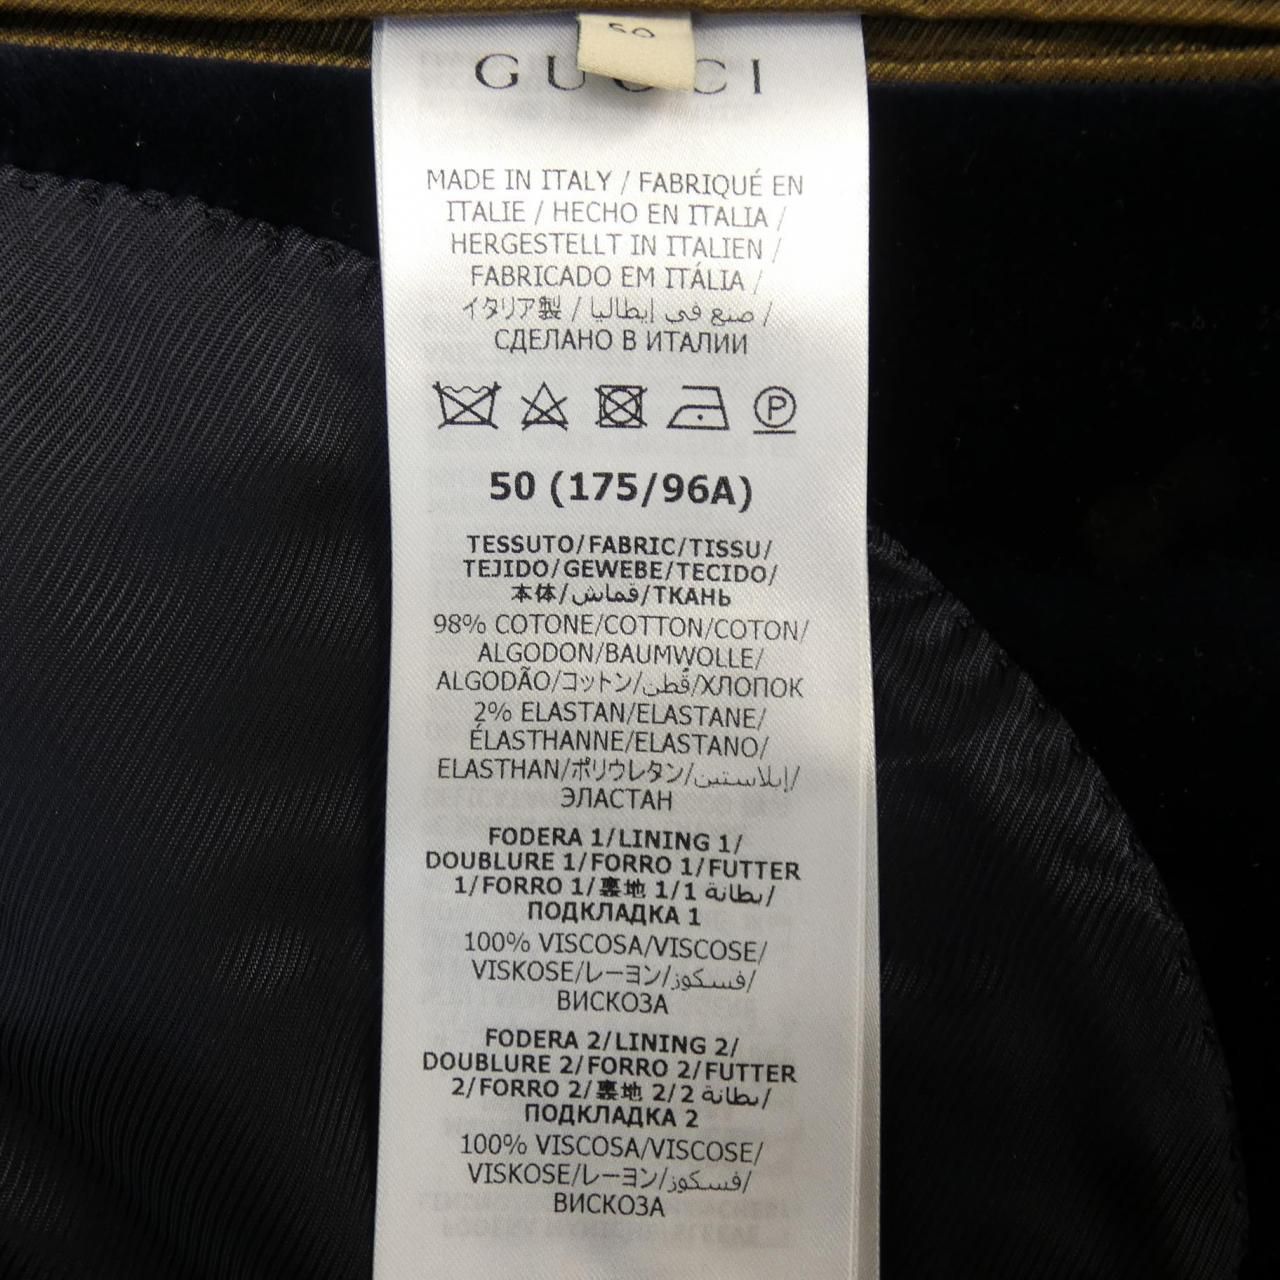 50
GUCCI
MADE IN ITALY / FABRIQUÉ EN
ITALIE / HECHO EN ITALIA /
HERGESTELLT IN ITALIEN /
FABRICADO EM ITÁLIA /
イタリア製 / صنع في إيطاليا /
СДЕЛАНО В ИТАЛИИ
P
50 (175/96A)
TESSUTO/FABRIC/TISSU/
TEJIDO/GEWEBE/TECIDO/
本体/قماش/ТКАНЬ
98% COTONE/COTTON/COTON/
ALGODON/BAUMWOLLE/
ALGODÃO/コットン/قُطن/ХЛОПОК
2% ELASTAN/ELASTANE/
ÉLASTHANNE/ELASTANO/
ELASTHAN/ポリウレタン/إيلاستين/
ЭЛАСТАН
FODERA 1/LINING 1/
DOUBLURE 1/FORRO 1/FUTTER
1/FORRO 1/裏地 1/1 بطانة/
ПОДКЛАДКА 1
100% VISCOSA/VISCOSE/
VISKOSE/レーヨン/فسكوز/
ВИСКОЗА
FODERA 2/LINING 2/
DOUBLURE 2/FORRO 2/FUTTER
2/FORRO 2/裏地 2/2 بطانة/
ПОДКЛАДКА 2
100% VISCOSA/VISCOSE/
VISKOSE/レーヨン/فسكوز/
ВИСКОЗА